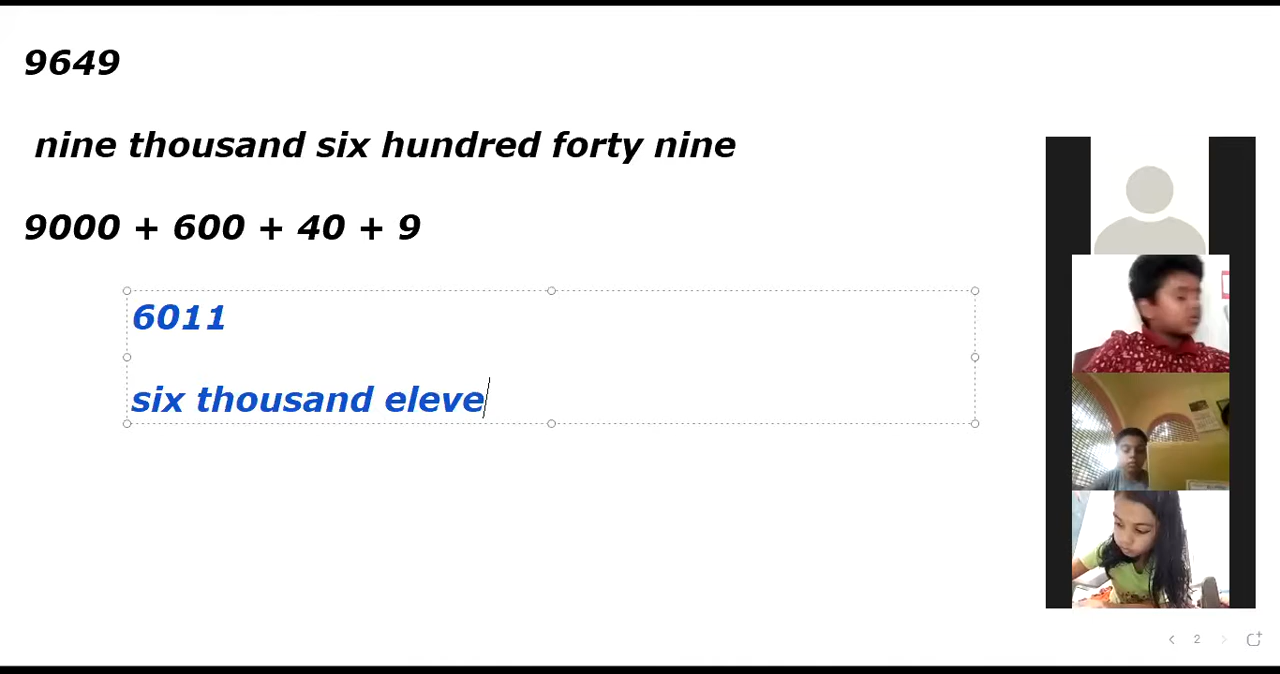 9649
nine thousand six hundred forty nine
9000 + 600 + 40 + 9
6011
six thousand eleve
2